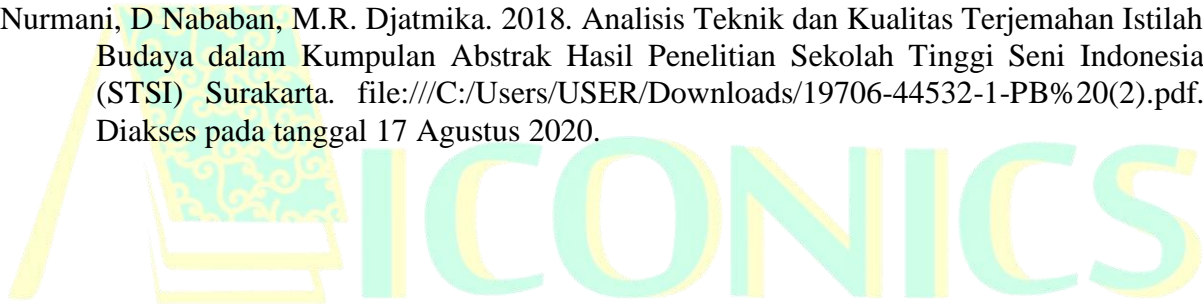 Nurmani, D Nababan, M.R. Djatmika. 2018. Analisis Teknik dan Kualitas Terjemahan Istilah
Budaya dalam Kumpulan Abstrak Hasil Penelitian Sekolah Tinggi Seni Indonesia
(STSI) Surakarta. file:///C:/Users/USER/Downloads/19706-44532-1-PB%20(2).pdf.
Diakses pada tanggal 17 Agustus 2020.
ICONICS